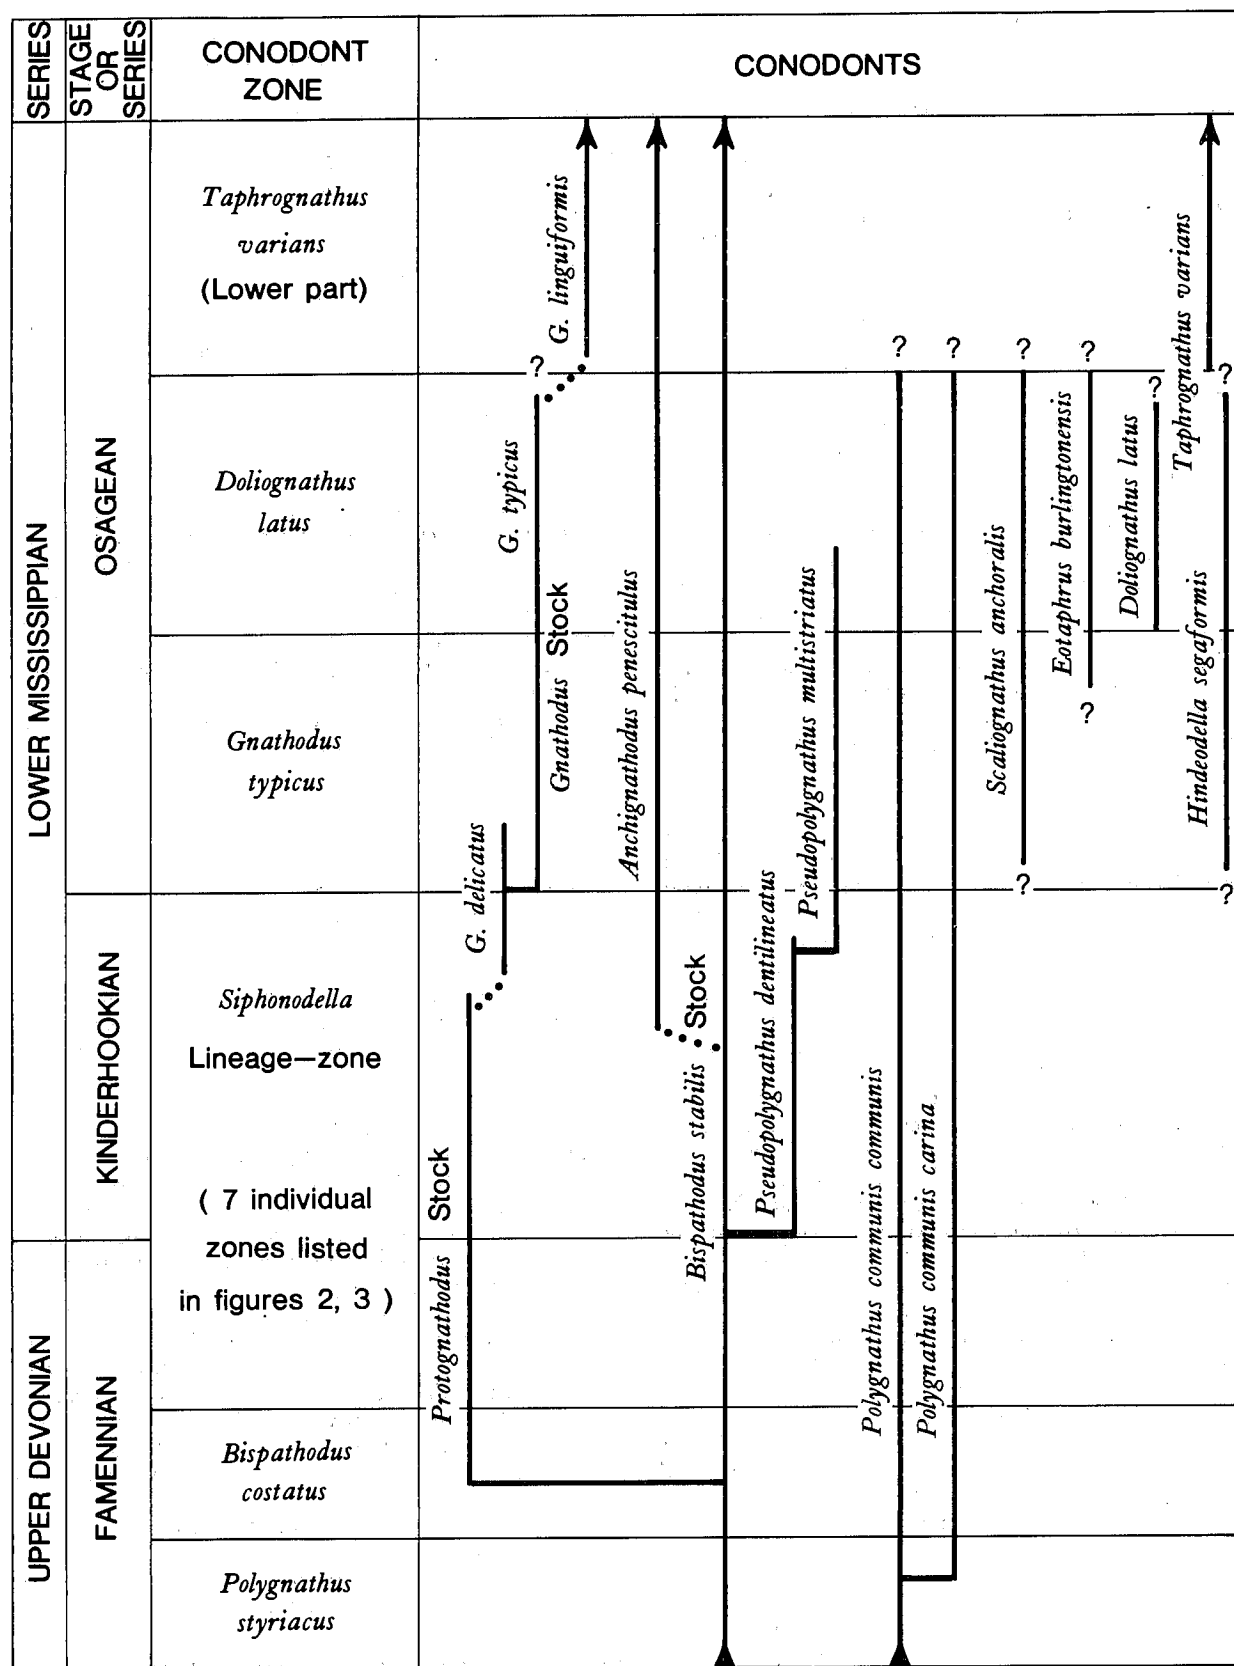 SERIES
STAGE
OR
SERIES
CONODONT
ZONE
CONODONTS
LOWER MISSISSIPPIAN
UPPER DEVONIAN
OSAGEAN
KINDERHOOKIAN
FAMENNIAN
Taphrognathus
varians
(Lower part)
Doliognathus
latus
Gnathodus
typicus
Siphonodella
Lineage—zone
( 7 individual
zones listed
in figures 2, 3 )
Bispathodus
costatus
Polygnathus
styriacus
Protognathodus Stock
G. delicatus
G. typicus
?
Gnathodus Stock
G. linguiformis
Anchignathodus penescitulus
Bispathodus stabilis Stock
Pseudopolygnathus dentilineatus
Pseudopolygnathus multistriatus
Polygnathus communis communis
?
Polygnathus communis carina
?
Scaliognathus anchoralis
?
?
Eotaphrus burlingtonensis
?
?
Doliognathus latus
?
Taphrognathus varians
Hindeodella segaformis
?
?